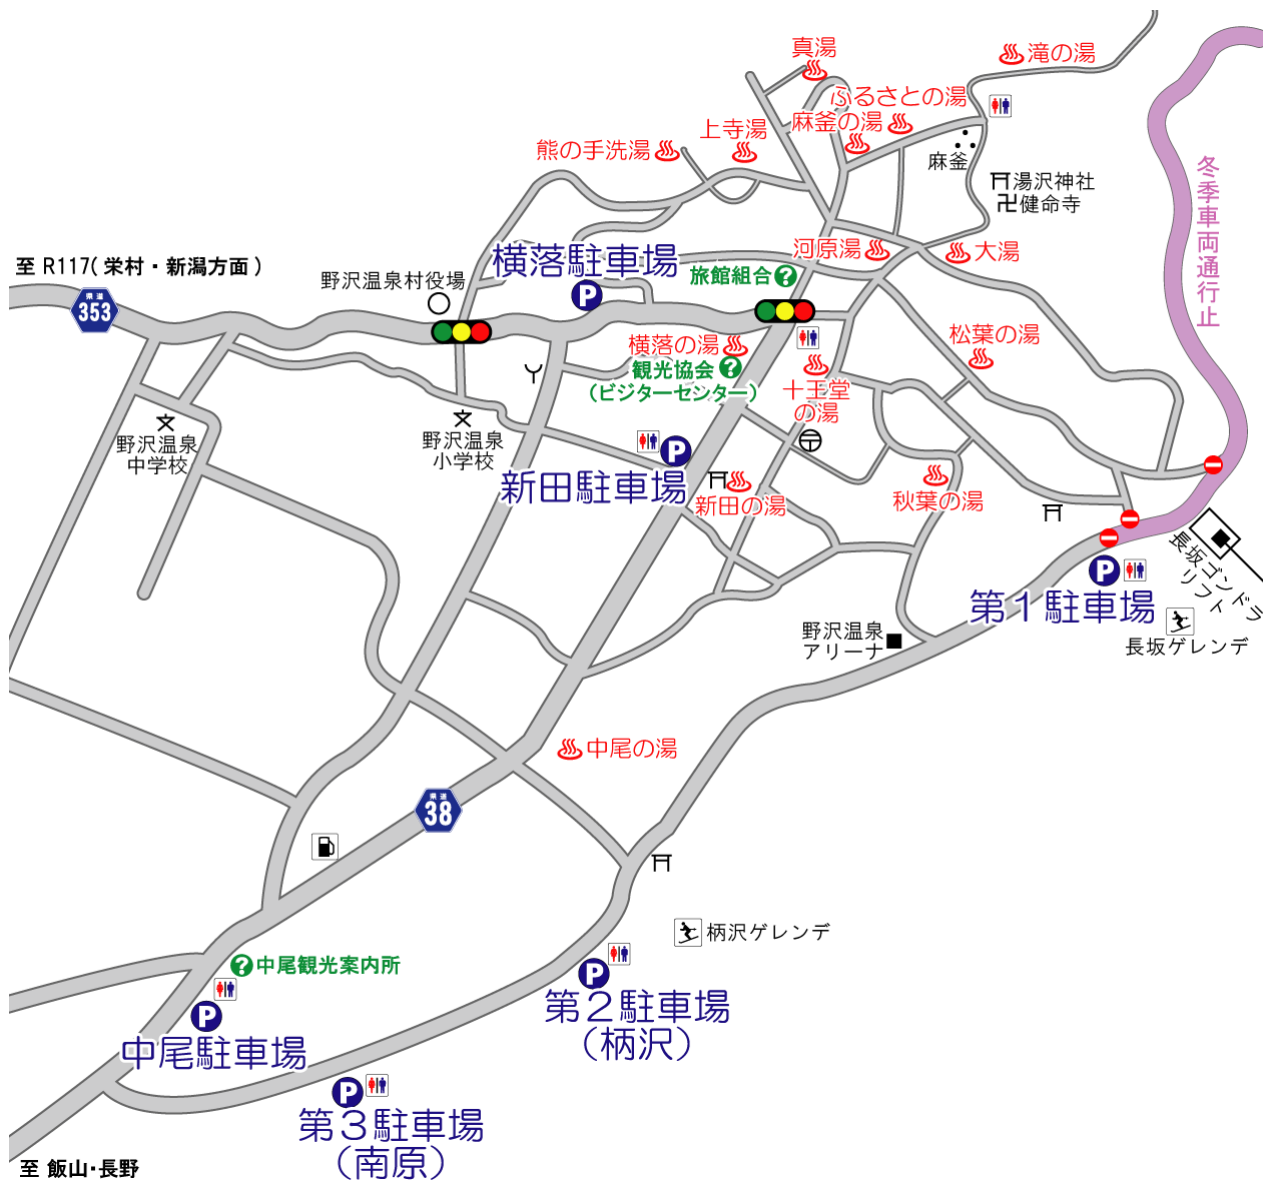 真湯
滝の湯
ふるさとの湯
麻釜の湯
上寺湯
熊の手洗湯
麻釜
湯沢神社
健命寺
冬季車両通行止
河原湯
大湯
横落駐車場
P
旅館組合 ?
至 R117( 栄村・新潟方面 )
野沢温泉村役場
県道
353
横落の湯
観光協会 ?
(ビジターセンター)
松葉の湯
十王堂
の湯
野沢温泉
中学校
野沢温泉
小学校
P
新田駐車場
新田の湯
秋葉の湯
長坂ゴンドラ
リフト
P
第1駐車場
長坂ゲレンデ
野沢温泉
アリーナ
中尾の湯
県道
38
柄沢ゲレンデ
? 中尾観光案内所
P
中尾駐車場
P
第2駐車場
(柄沢)
P
第3駐車場
(南原)
至 飯山・長野